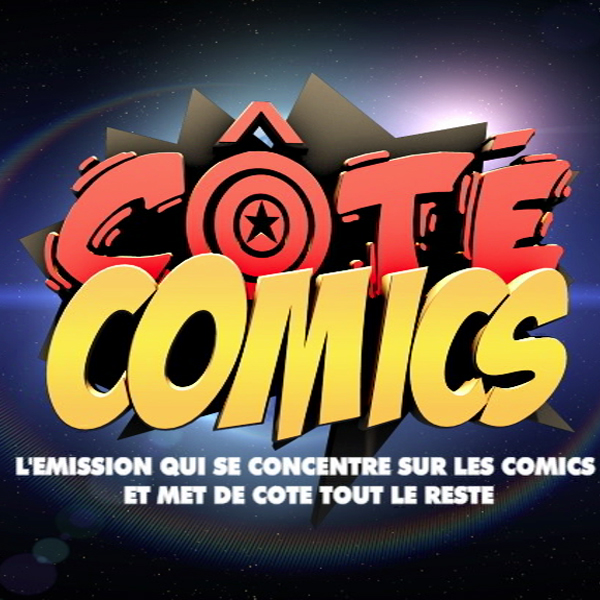 CÔTÉ
COMICS
L'EMISSION QUI SE CONCENTRE SUR LES COMICS
ET MET DE COTE TOUT LE RESTE